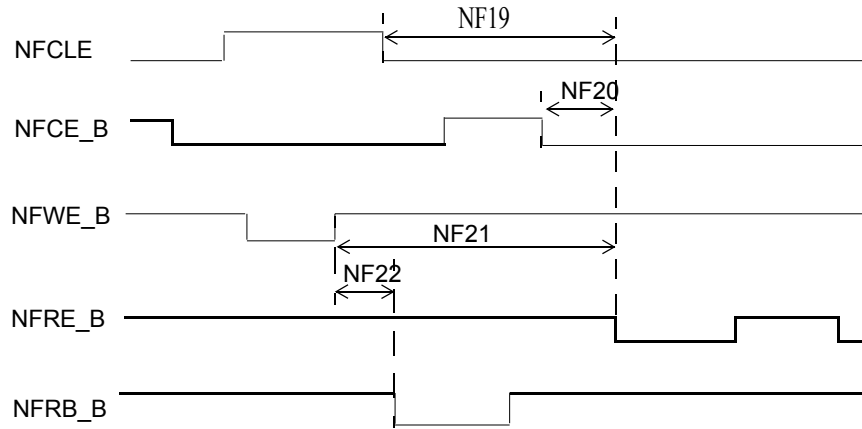 NF19
NFCLE
NF20
NFCE_B
NFWE_B
NF21
NF22
NFRE_B
NFRB_B